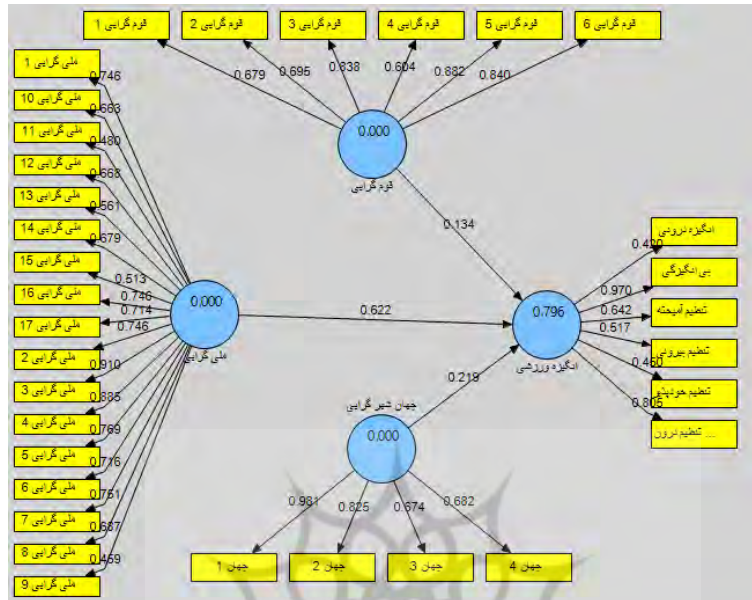 قوم گرایی 1
قوم گرایی 2
قوم گرایی 3
قوم گرایی 4
قوم گرایی 5
قوم گرایی 6
0.679
0.695
0.838
0.604
0.882
0.840
0.000
قوم گرایی
0.134
ملی گرایی 1
ملی گرایی 10
ملی گرایی 11
ملی گرایی 12
ملی گرایی 13
ملی گرایی 14
ملی گرایی 15
ملی گرایی 16
ملی گرایی 17
ملی گرایی 2
ملی گرایی 3
ملی گرایی 4
ملی گرایی 5
ملی گرایی 6
ملی گرایی 7
ملی گرایی 8
ملی گرایی 9
0.746
0.663
0.480
0.668
0.561
0.679
0.513
0.746
0.714
0.746
0.910
0.885
0.769
0.716
0.751
0.637
0.459
0.000
ملی گرایی
0.622
0.796
انگیزه ورزشی
انگیزه درونی
بی انگیزگی
تنظیم آمیخته
تنظیم بیرونی
تنظیم خودپذیر
تنظیم درون ...
0.970
0.642
0.517
0.460
0.805
0.219
جهان شهر گرایی
0.000
0.931
0.825
0.674
0.682
جهان 1
جهان 2
جهان 3
جهان 4